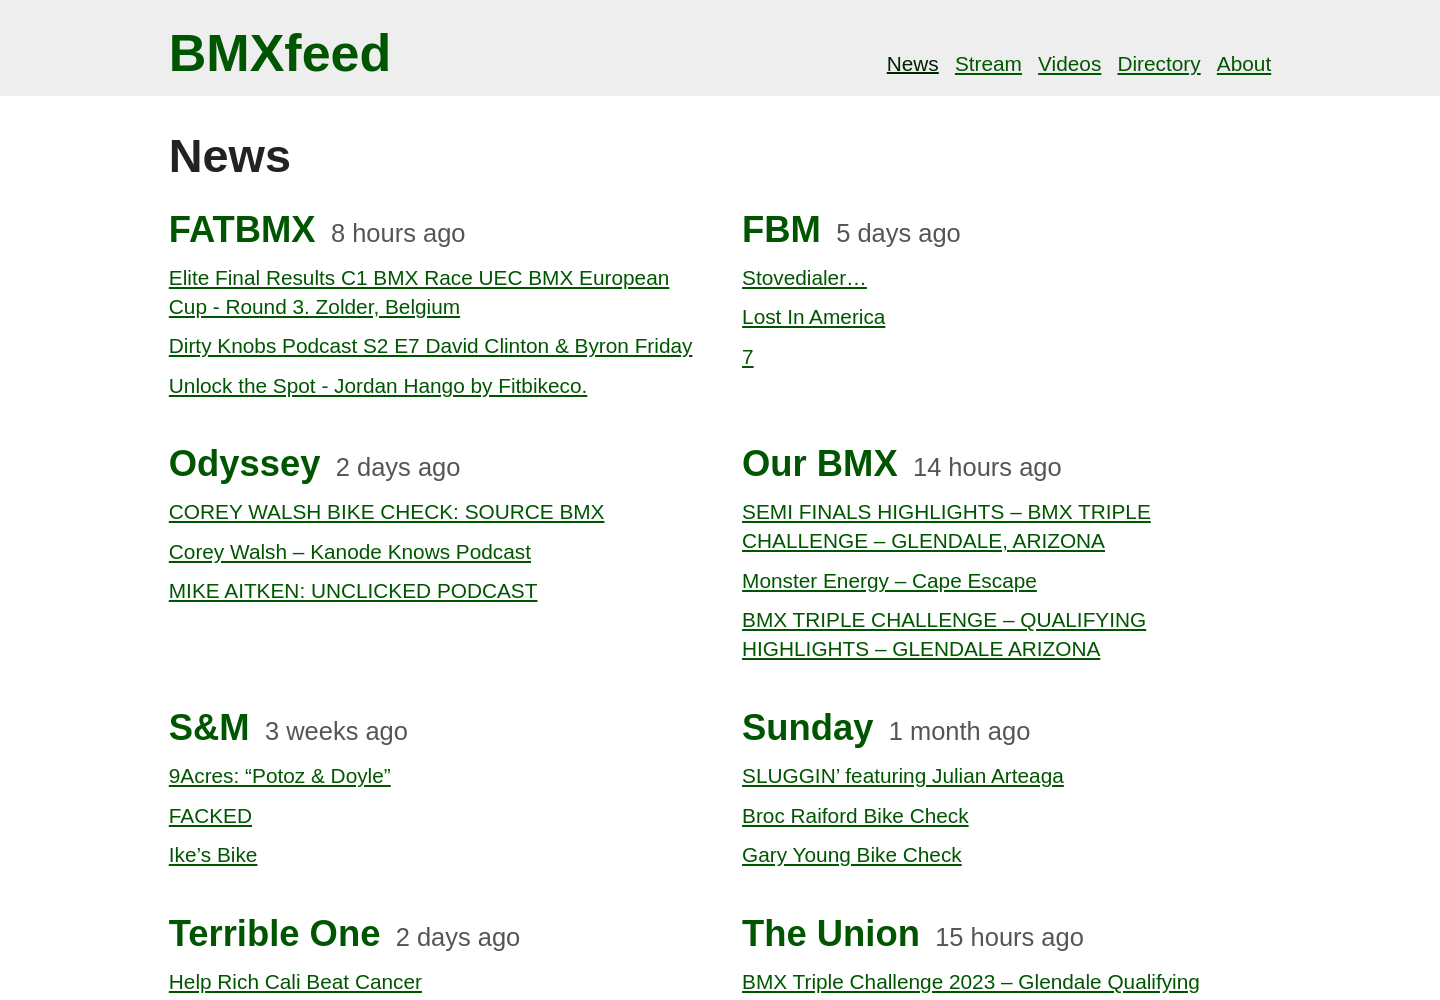 BMXfeed
News Stream Videos Directory About
News
FATBMX 8 hours ago
Elite Final Results C1 BMX Race UEC BMX European
Cup - Round 3. Zolder, Belgium
Dirty Knobs Podcast S2 E7 David Clinton & Byron Friday
Unlock the Spot - Jordan Hango by Fitbikeco.
FBM 5 days ago
Stovedialer…
Lost In America
7
Odyssey 2 days ago
COREY WALSH BIKE CHECK: SOURCE BMX
Corey Walsh – Kanode Knows Podcast
MIKE AITKEN: UNCLICKED PODCAST
Our BMX 14 hours ago
SEMI FINALS HIGHLIGHTS – BMX TRIPLE
CHALLENGE – GLENDALE, ARIZONA
Monster Energy – Cape Escape
BMX TRIPLE CHALLENGE – QUALIFYING
HIGHLIGHTS – GLENDALE ARIZONA
S&M 3 weeks ago
9Acres: “Potoz & Doyle”
FACKED
Ike’s Bike
Sunday 1 month ago
SLUGGIN’ featuring Julian Arteaga
Broc Raiford Bike Check
Gary Young Bike Check
Terrible One 2 days ago
Help Rich Cali Beat Cancer
The Union 15 hours ago
BMX Triple Challenge 2023 – Glendale Qualifying